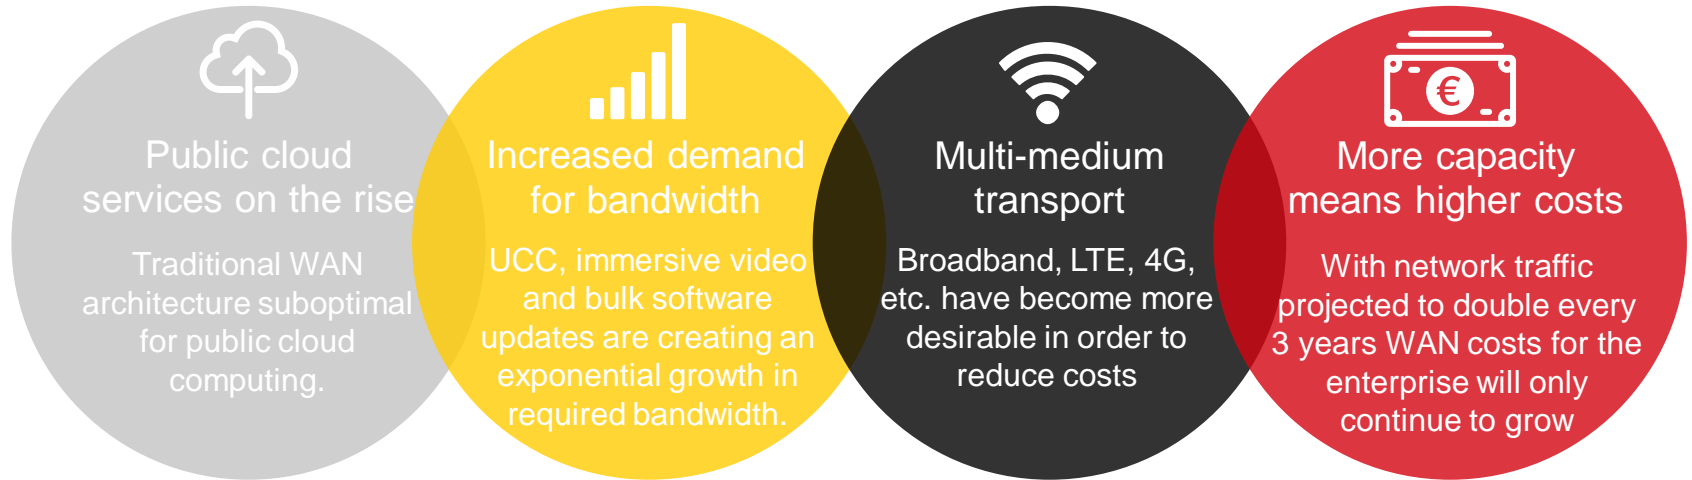 Public cloud
services on the rise
Traditional WAN
architecture suboptimal
for public cloud
computing.
Increased demand
for bandwidth
UCC, immersive video
and bulk software
updates are creating an
exponential growth in
required bandwidth.
Multi-medium
transport
Broadband, LTE, 4G,
etc. have become more
desirable in order to
reduce costs
€
More capacity
means higher costs
With network traffic
projected to double every
3 years WAN costs for the
enterprise will only
continue to grow